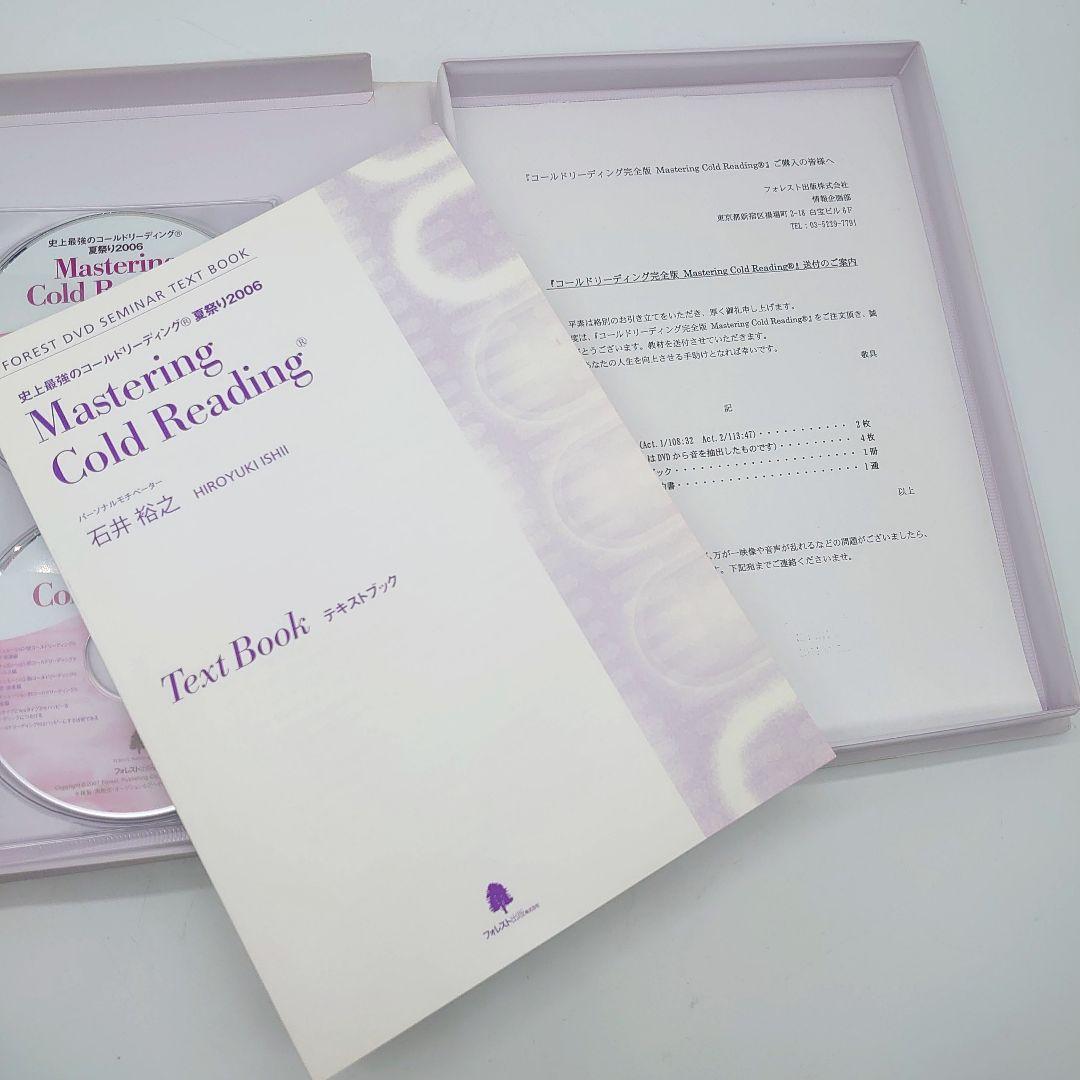 史上最強のコールドリーディング®
夏祭り2006
Mastering
Cold R
Co
FOREST DVD SEMINAR TEXT BOOK
史上最強のコールドリーディング® 夏祭り2006
Mastering
Cold Reading®
パーソナルモチベーター
石井 裕之 HIROYUKI ISHII
Text Book テキストブック
フォレスト出版株式会社
『コールドリーディング完全版 Mastering Cold Reading®』ご購入の皆様へ
フォレスト出版株式会社
情報企画部
東京都新宿区揚場町 2-18 白宝ビル 6F
TEL:03-5229-7791
『コールドリーディング完全版 Mastering Cold Reading®』送付のご案内
平素は格別のお引き立てをいただき、厚く御礼申し上げます。
度は、『コールドリーディング完全版 Mastering Cold Reading®』をご注文頂き、誠
とうございます。教材を送付させていただきます。
あなたの人生を向上させる手助けとなれば幸いです。
敬具
記
(Act.1/108:32 Act.2/113:47)・・・・・・・・・・・ 2枚
はDVDから音を抽出したものです)・・・・・・・・・ 4枚
ック・・・・・・・・・・・・・・・・・・・・・・ 1冊
内書・・・・・・・・・・・・・・・・・・・・・・ 1通
以上
、万が一映像や音声が乱れるなどの問題がございましたら、
。下記宛までご連絡くださいませ。